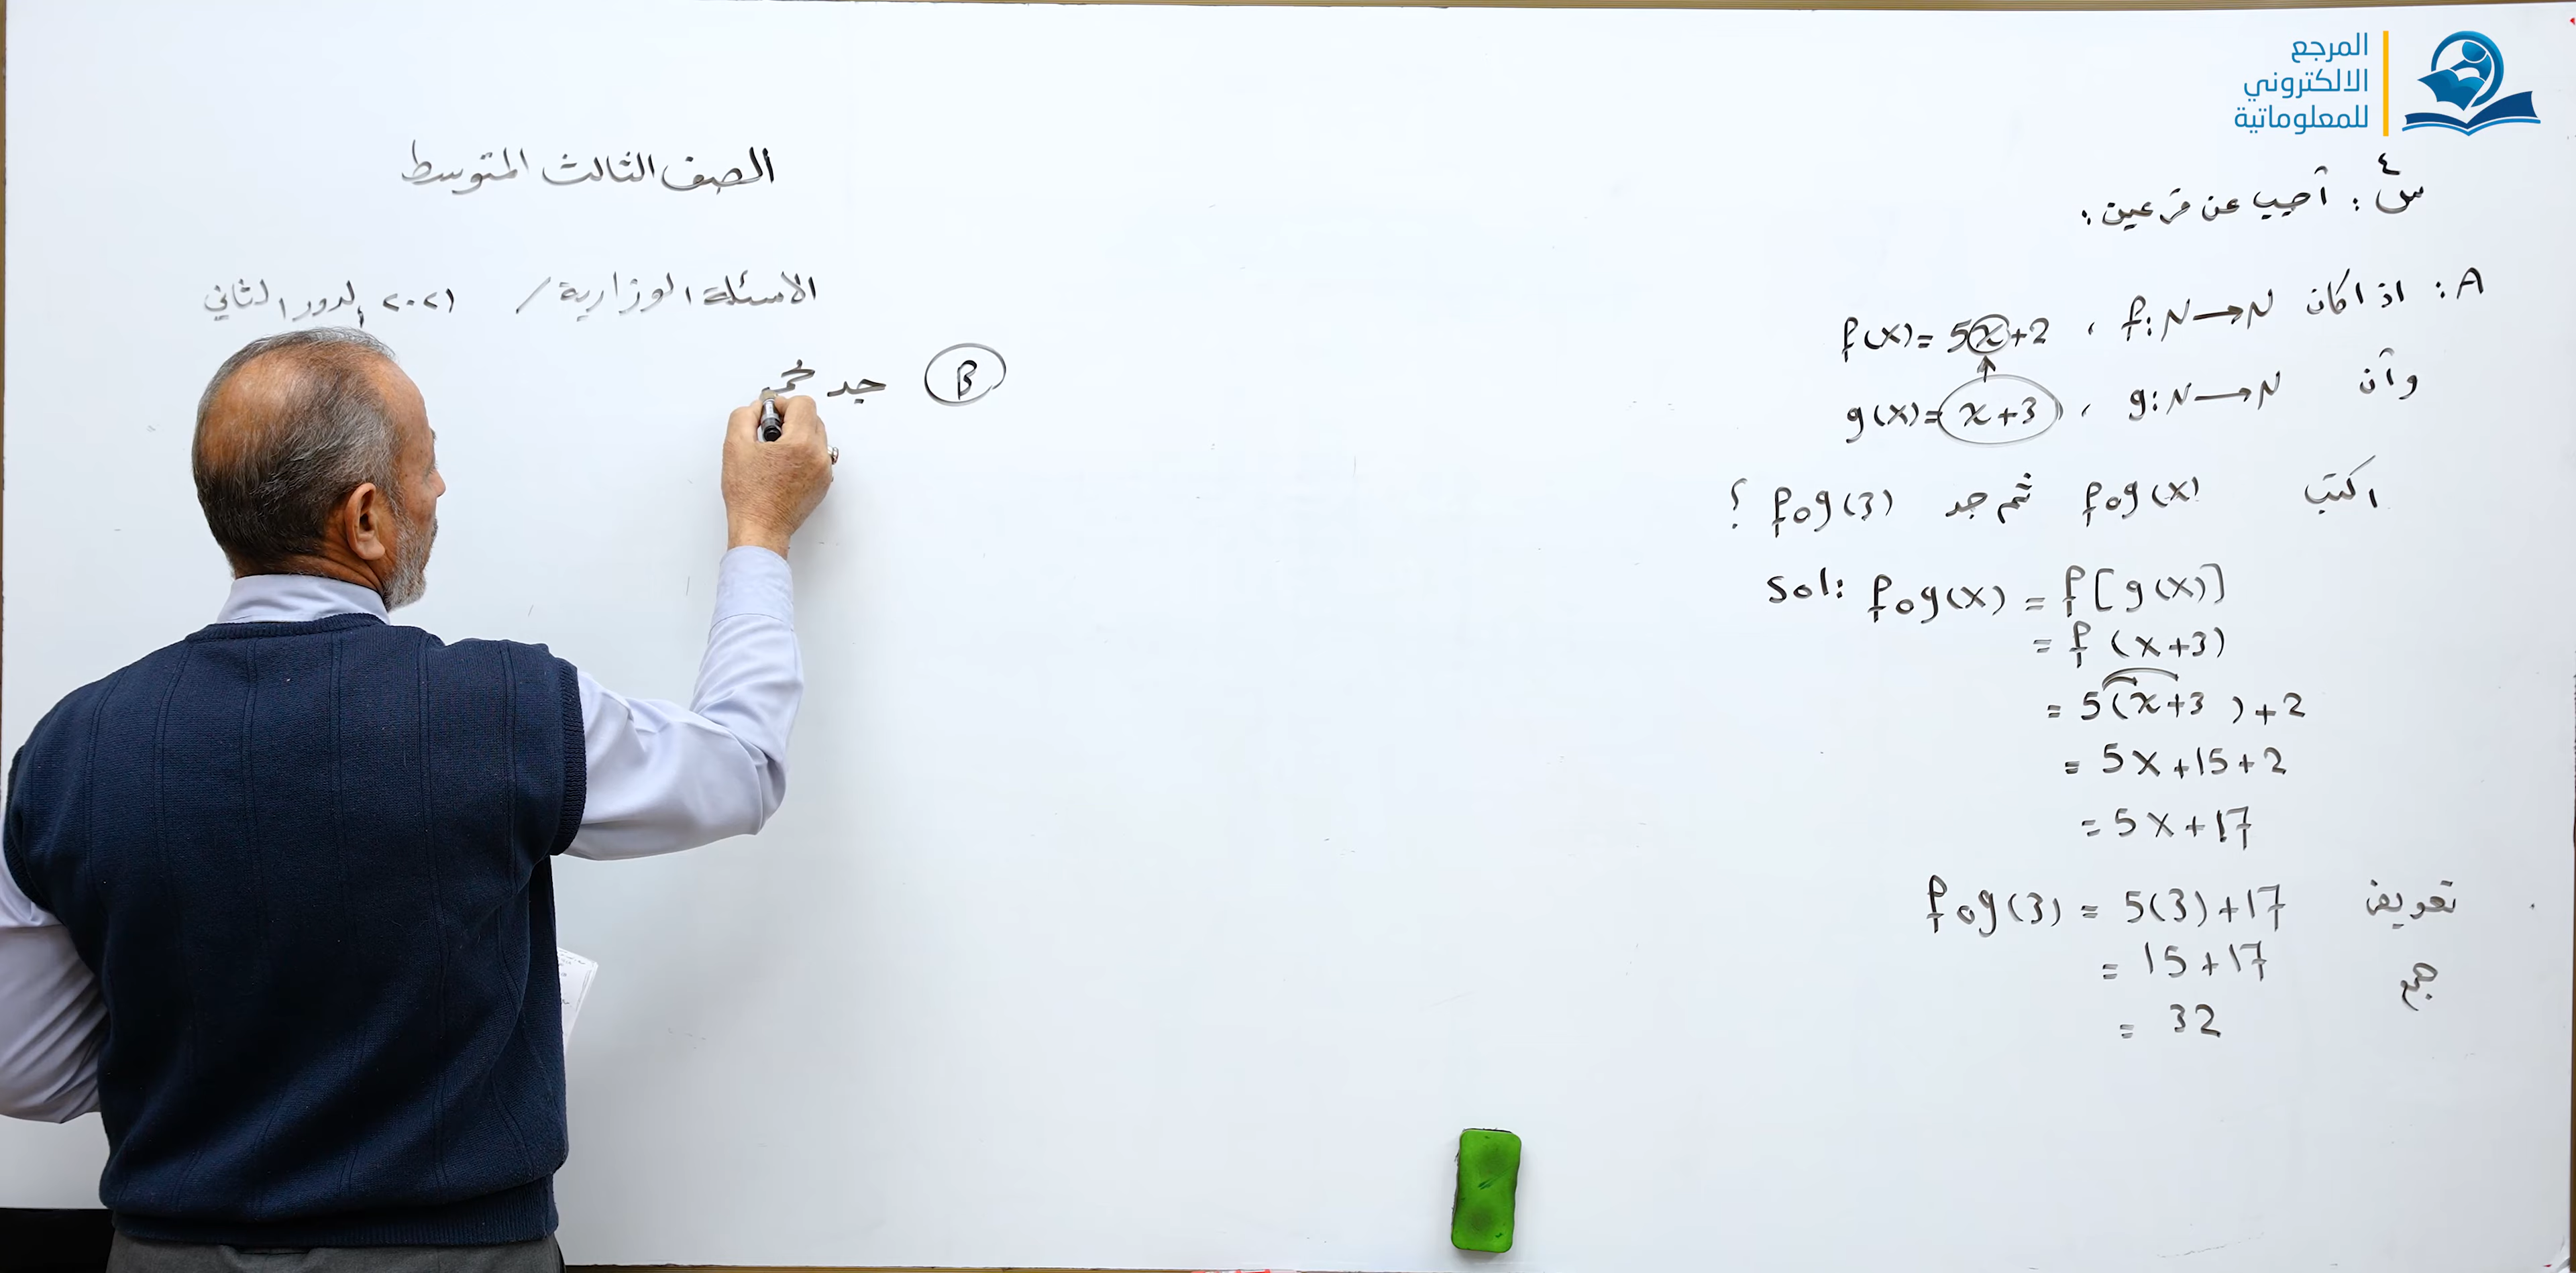 المرجع
الالكتروني
للمعلوماتية
الصف الثالث المتوسط
الاسئلة الوزارية / ٢٠٢١ الدور الثاني
س٤ : أجيب عن فرعين :
A : اذا كان f: N → N ، f(x) = 5x+2
وأن g: N → N ، g(x) = x+3
اكتب fog(x) ثم جد fog(3) ؟
Sol: fog(x) = f[g(x)]
= f (x+3)
= 5(x+3)+2
= 5x+15+2
= 5x+17
fog(3) = 5(3)+17 تعويض
= 15+17 جمع
= 32
B جد